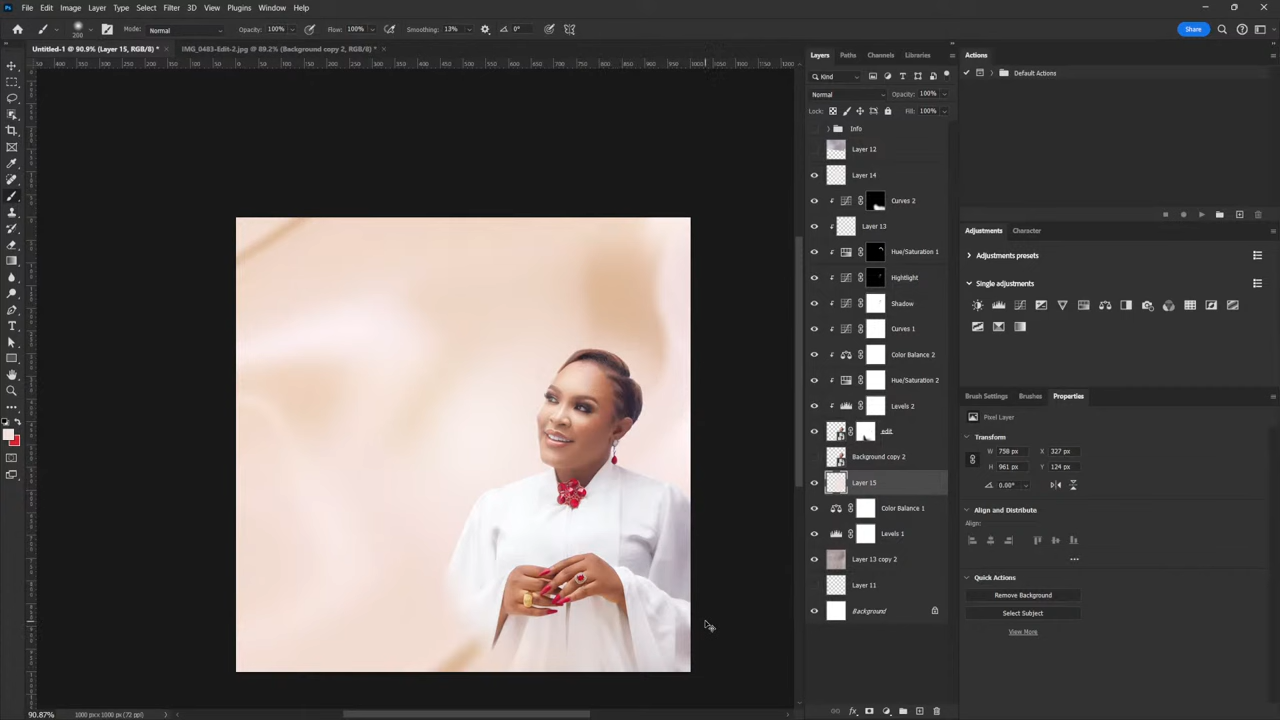 Ps File Edit Image Layer Type Select Filter 3D View Plugins Window Help
200 Mode: Normal Opacity: 100% Flow: 100% Smoothing: 13% 0° Share
Untitled-1 @ 90.9% (Layer 15, RGB/8) * × IMG_0483-Edit-2.jpg @ 89.2% (Background copy 2, RGB/8) * ×
Layers Paths Channels Libraries
Actions
Kind
Default Actions
Normal Opacity: 100%
Lock: Fill: 100%
Info
Layer 12
Layer 14
Curves 2
Layer 13
Hue/Saturation 1
Hightlight
Shadow
Curves 1
Color Balance 2
Hue/Saturation 2
Levels 2
edit
Background copy 2
Layer 15
Color Balance 1
Levels 1
Layer 13 copy 2
Layer 11
Background
Adjustments Character
Adjustments presets
Single adjustments
Brush Settings Brushes Properties
Pixel Layer
Transform
W 758 px X 327 px
H 961 px Y 124 px
0.00°
Align and Distribute
Align:
Quick Actions
Remove Background
Select Subject
View More
90.87% 1000 px x 1000 px (72 ppi)